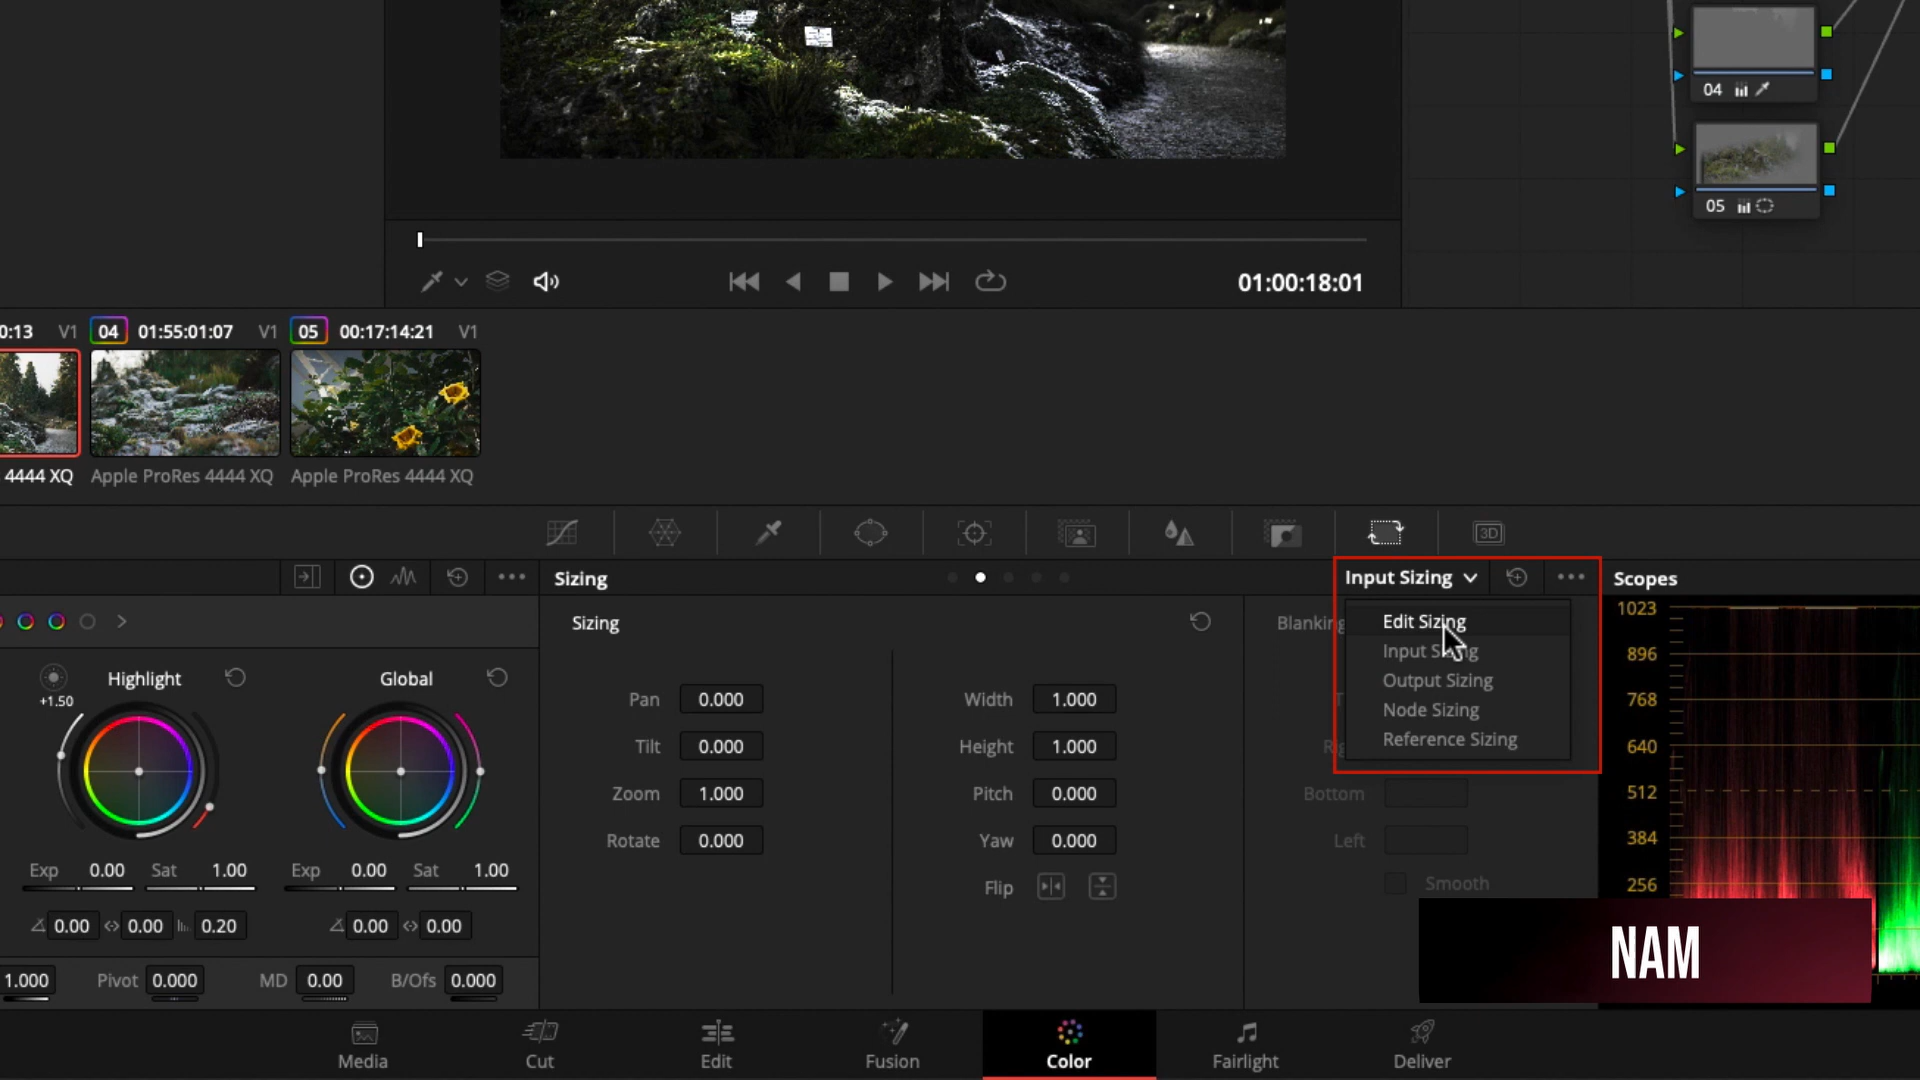 04
05
01:00:18:01
0:13 V1 04 01:55:01:07 V1 05 00:17:14:21 V1
4444 XQ Apple ProRes 4444 XQ Apple ProRes 4444 XQ
3D
Sizing Input Sizing Scopes
Sizing Blanking
Edit Sizing
Input Sizing
Output Sizing
Node Sizing
Reference Sizing
Highlight Global
+1.50
Pan 0.000 Width 1.000
Tilt 0.000 Height 1.000
Zoom 1.000 Pitch 0.000 Bottom
Rotate 0.000 Yaw 0.000 Left
Flip Smooth
Exp 0.00 Sat 1.00 Exp 0.00 Sat 1.00
0.00 0.00 0.20 0.00 0.00
1.000 Pivot 0.000 MD 0.00 B/Ofs 0.000
1023
896
768
640
512
384
256
NAM
Media Cut Edit Fusion Color Fairlight Deliver